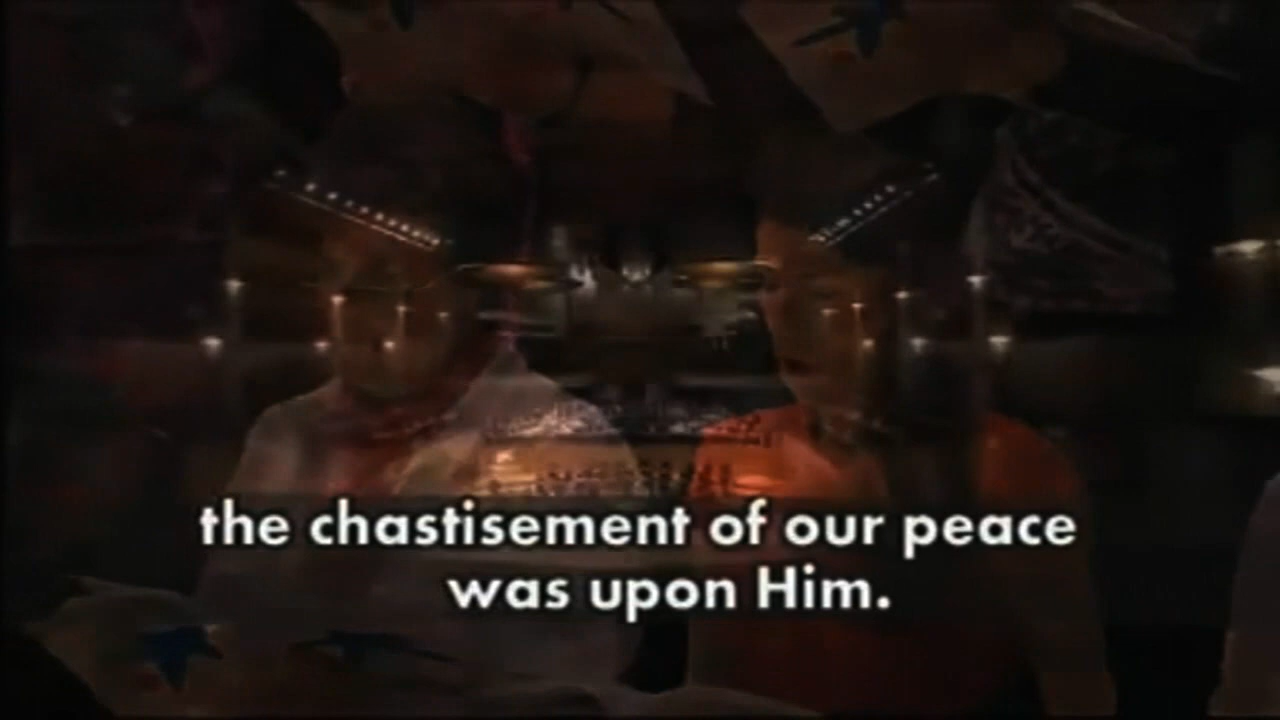 the chastisement of our peace
was upon Him.